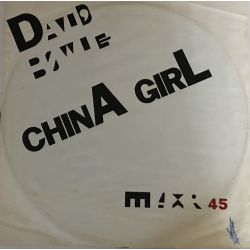 DAVID
BOWIE
CHINA GIRL
MAXI 45